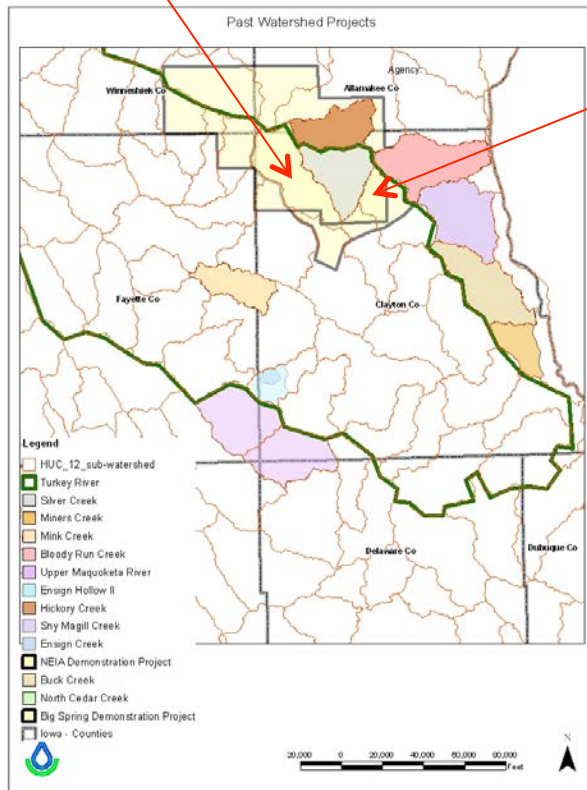 Past Watershed Projects
Agency:
Winneshiek Co
Allamakee Co
Fayette Co
Clayton Co
Delaware Co
Dubuque Co
Legend
HUC_12_sub-watershed
Turkey River
Silver Creek
Miners Creek
Mink Creek
Bloody Run Creek
Upper Maquoketa River
Ensign Hollow II
Hickory Creek
Sny Magill Creek
Ensign Creek
NEIA Demonstration Project
Buck Creek
North Cedar Creek
Big Spring Demonstration Project
Iowa - Counties
N
20,000 0 20,000 40,000 60,000 80,000
Feet